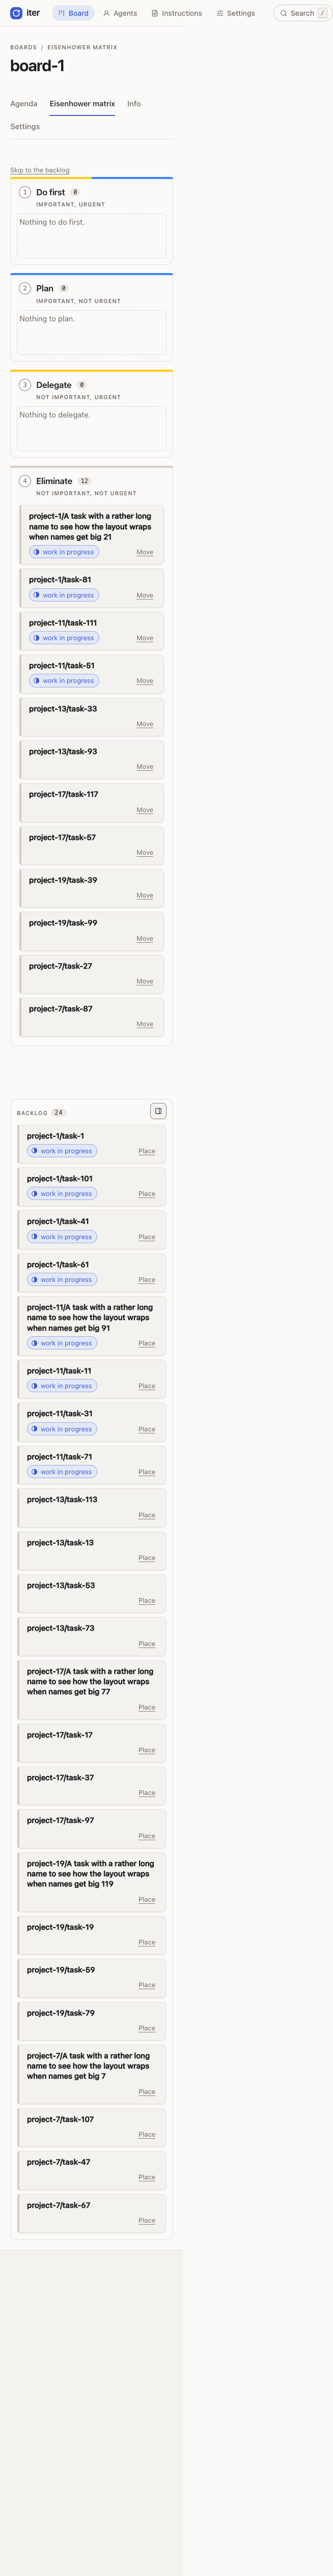 iter
Board
Agents
Instructions
Settings
Search /
BOARDS / EISENHOWER MATRIX
board-1
Agenda
Eisenhower matrix
Info
Settings
Skip to the backlog
1 Do first 0
IMPORTANT, URGENT
Nothing to do first.
2 Plan 0
IMPORTANT, NOT URGENT
Nothing to plan.
3 Delegate 0
NOT IMPORTANT, URGENT
Nothing to delegate.
4 Eliminate 12
NOT IMPORTANT, NOT URGENT
project-1/A task with a rather long
name to see how the layout wraps
when names get big 21
work in progress Move
project-1/task-81
work in progress Move
project-11/task-111
work in progress Move
project-11/task-51
work in progress Move
project-13/task-33
Move
project-13/task-93
Move
project-17/task-117
Move
project-17/task-57
Move
project-19/task-39
Move
project-19/task-99
Move
project-7/task-27
Move
project-7/task-87
Move
BACKLOG 24
project-1/task-1
work in progress Place
project-1/task-101
work in progress Place
project-1/task-41
work in progress Place
project-1/task-61
work in progress Place
project-11/A task with a rather long
name to see how the layout wraps
when names get big 91
work in progress Place
project-11/task-11
work in progress Place
project-11/task-31
work in progress Place
project-11/task-71
work in progress Place
project-13/task-113
Place
project-13/task-13
Place
project-13/task-53
Place
project-13/task-73
Place
project-17/A task with a rather long
name to see how the layout wraps
when names get big 77
Place
project-17/task-17
Place
project-17/task-37
Place
project-17/task-97
Place
project-19/A task with a rather long
name to see how the layout wraps
when names get big 119
Place
project-19/task-19
Place
project-19/task-59
Place
project-19/task-79
Place
project-7/A task with a rather long
name to see how the layout wraps
when names get big 7
Place
project-7/task-107
Place
project-7/task-47
Place
project-7/task-67
Place